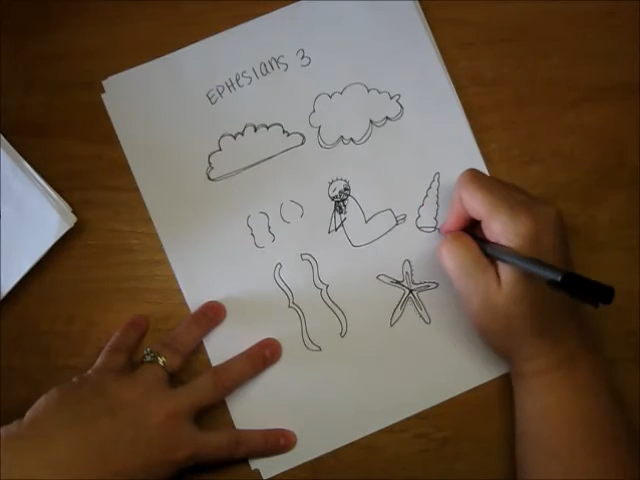 EPHESIANS 3
{ } ( )
{ }